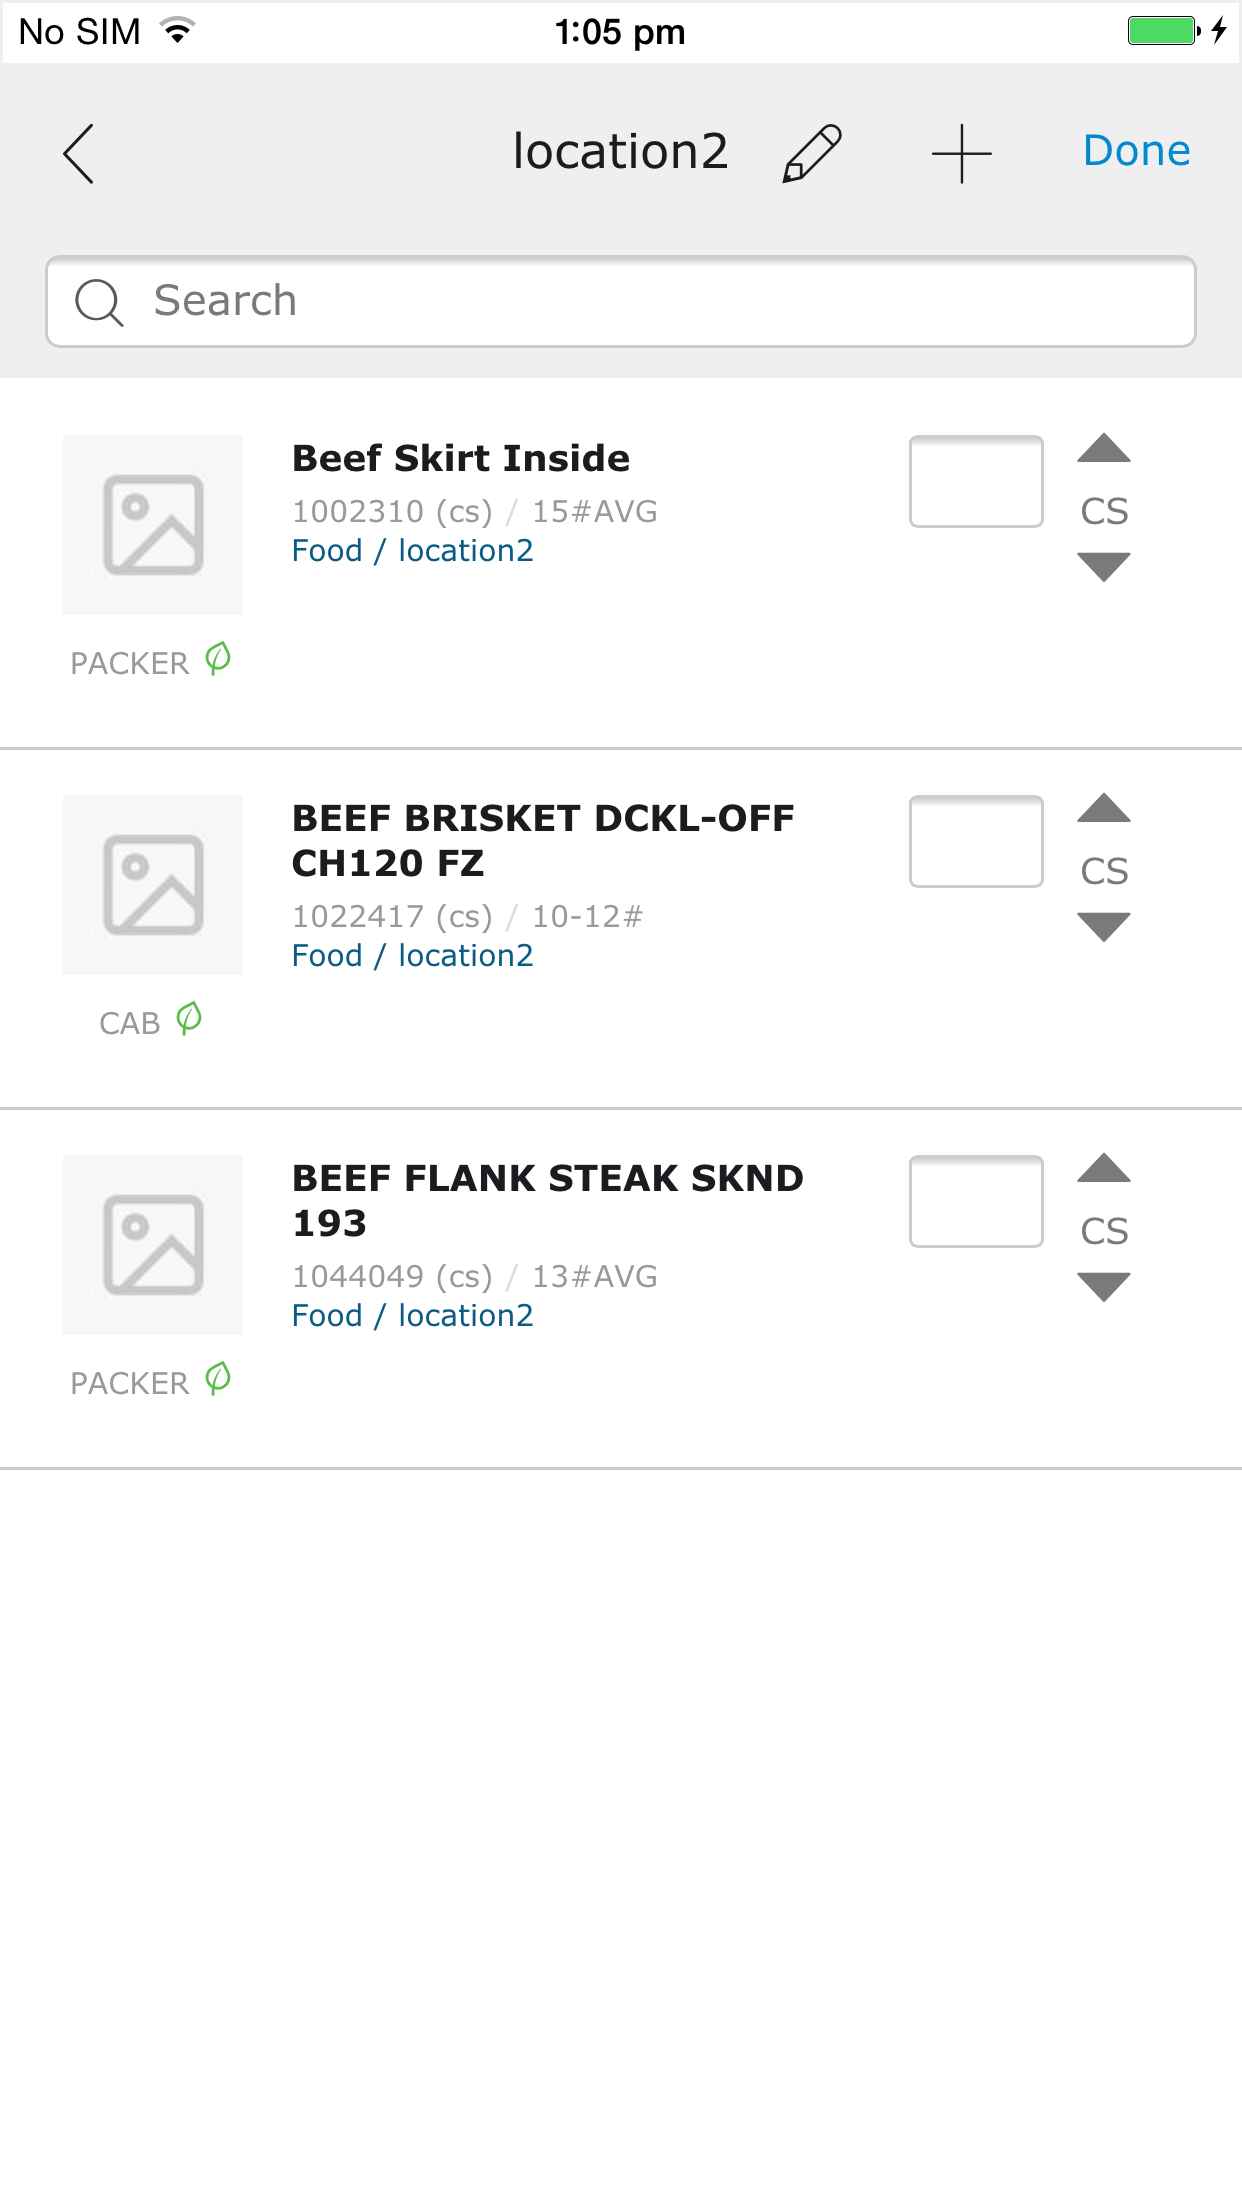 No SIM 1:05 pm
location2 Done
Search
Beef Skirt Inside
1002310 (cs) / 15#AVG
Food / location2
CS
PACKER
BEEF BRISKET DCKL-OFF
CH120 FZ
1022417 (cs) / 10-12#
Food / location2
CS
CAB
BEEF FLANK STEAK SKND
193
1044049 (cs) / 13#AVG
Food / location2
CS
PACKER